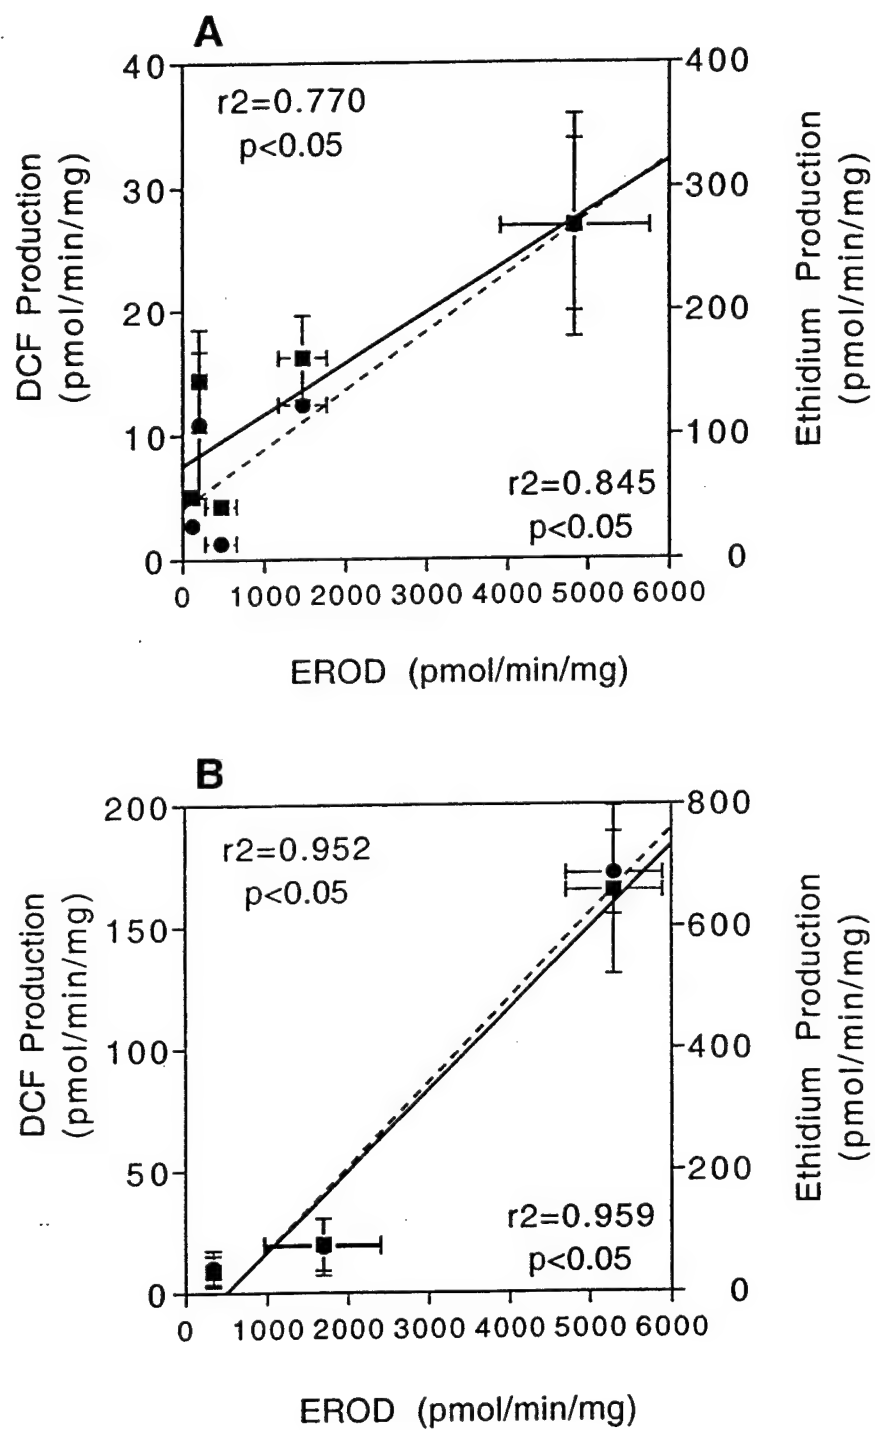 A
40
30
20
10
0
DCF Production
(pmol/min/mg)
r2=0.770
p<0.05
r2=0.845
p<0.05
400
300
200
100
0
Ethidium Production
(pmol/min/mg)
0 1000 2000 3000 4000 5000 6000
EROD (pmol/min/mg)
B
200
150
100
50
0
DCF Production
(pmol/min/mg)
r2=0.952
p<0.05
r2=0.959
p<0.05
800
600
400
200
0
Ethidium Production
(pmol/min/mg)
0 1000 2000 3000 4000 5000 6000
EROD (pmol/min/mg)